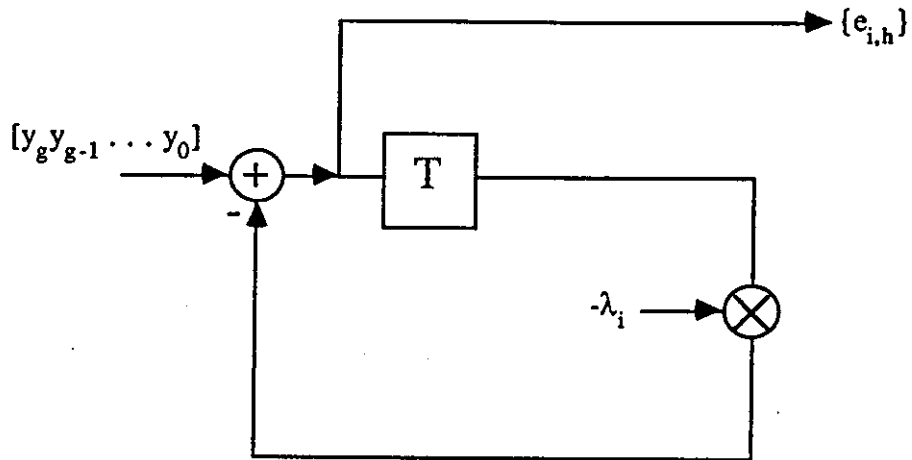 {e_{i,h}}
[y_g y_{g-1} . . . y_0]
+
T
-
-λ_i